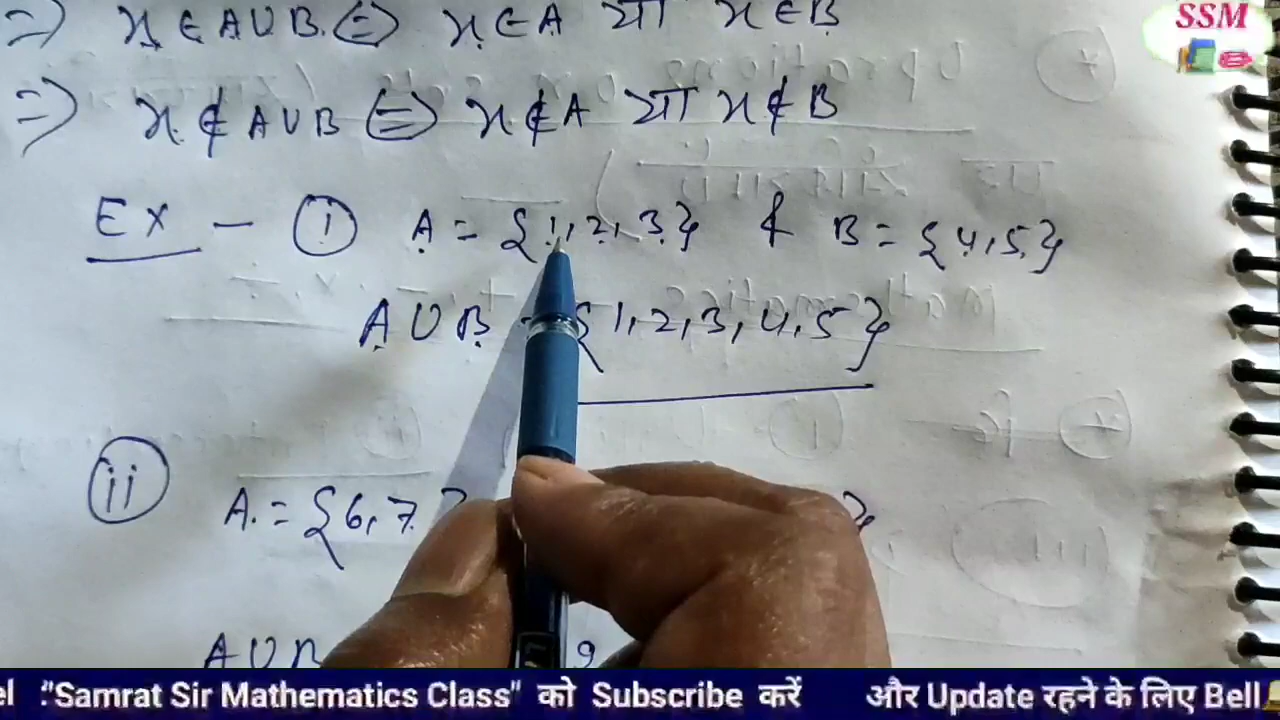 SSM
⇒ x ∈ A ∪ B. ⇔ x ∈ A या x ∈ B
⇒ x ∉ A ∪ B ⇔ x ∉ A या x ∉ B
Ex – (i) A = {1, 2, 3} & B = {4, 5}
A ∪ B = {1, 2, 3, 4, 5}
(ii) A = {6, 7
A ∪ B
"Samrat Sir Mathematics Class" को Subscribe करें और Update रहने के लिए Bell